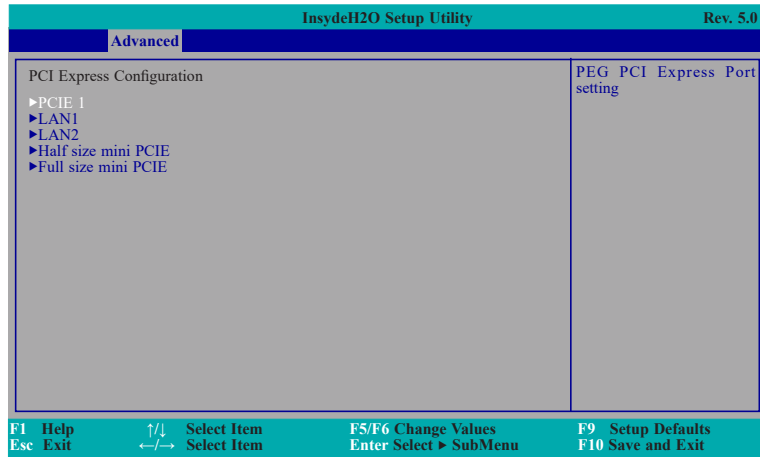 InsydeH2O Setup Utility Rev. 5.0
Advanced
PCI Express Configuration
►PCIE 1
►LAN1
►LAN2
►Half size mini PCIE
►Full size mini PCIE
PEG PCI Express Port
setting
F1 Help ↑/↓ Select Item F5/F6 Change Values F9 Setup Defaults
Esc Exit ←/→ Select Item Enter Select ► SubMenu F10 Save and Exit